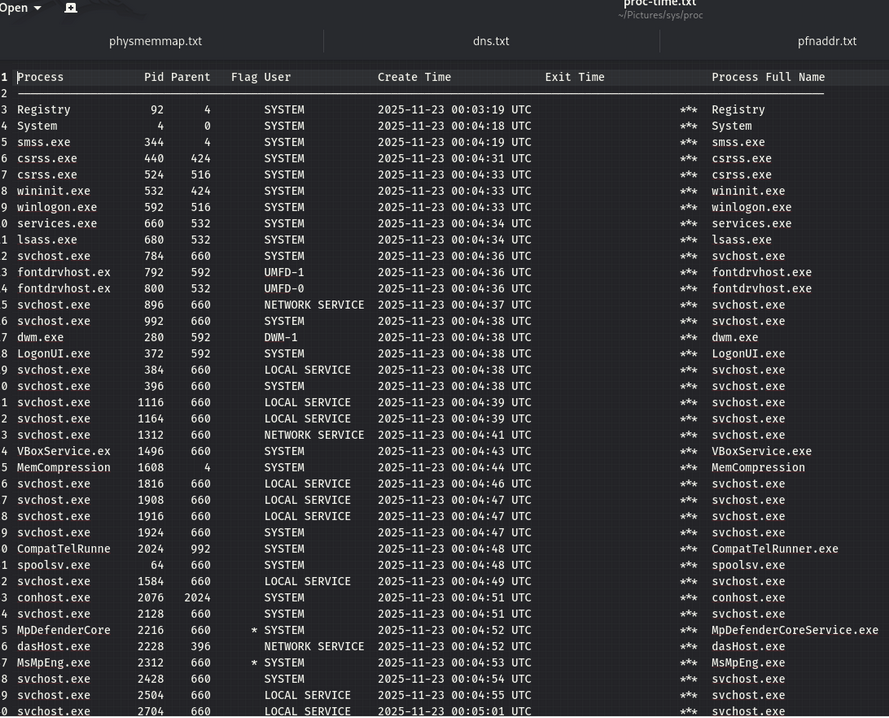 Open
proc-time.txt
~/Pictures/sys/proc
physmemmap.txt dns.txt pfnaddr.txt
1 Process Pid Parent Flag User Create Time Exit Time Process Full Name
2
3 Registry 92 4 SYSTEM 2025-11-23 00:03:19 UTC *** Registry
4 System 4 0 SYSTEM 2025-11-23 00:04:18 UTC *** System
5 smss.exe 344 4 SYSTEM 2025-11-23 00:04:19 UTC *** smss.exe
6 csrss.exe 440 424 SYSTEM 2025-11-23 00:04:31 UTC *** csrss.exe
7 csrss.exe 524 516 SYSTEM 2025-11-23 00:04:33 UTC *** csrss.exe
8 wininit.exe 532 424 SYSTEM 2025-11-23 00:04:33 UTC *** wininit.exe
9 winlogon.exe 592 516 SYSTEM 2025-11-23 00:04:33 UTC *** winlogon.exe
0 services.exe 660 532 SYSTEM 2025-11-23 00:04:34 UTC *** services.exe
1 lsass.exe 680 532 SYSTEM 2025-11-23 00:04:34 UTC *** lsass.exe
2 svchost.exe 784 660 SYSTEM 2025-11-23 00:04:36 UTC *** svchost.exe
3 fontdrvhost.ex 792 592 UMFD-1 2025-11-23 00:04:36 UTC *** fontdrvhost.exe
4 fontdrvhost.ex 800 532 UMFD-0 2025-11-23 00:04:36 UTC *** fontdrvhost.exe
5 svchost.exe 896 660 NETWORK SERVICE 2025-11-23 00:04:37 UTC *** svchost.exe
6 svchost.exe 992 660 SYSTEM 2025-11-23 00:04:38 UTC *** svchost.exe
7 dwm.exe 280 592 DWM-1 2025-11-23 00:04:38 UTC *** dwm.exe
8 LogonUI.exe 372 592 SYSTEM 2025-11-23 00:04:38 UTC *** LogonUI.exe
9 svchost.exe 384 660 LOCAL SERVICE 2025-11-23 00:04:38 UTC *** svchost.exe
0 svchost.exe 396 660 SYSTEM 2025-11-23 00:04:38 UTC *** svchost.exe
1 svchost.exe 1116 660 LOCAL SERVICE 2025-11-23 00:04:39 UTC *** svchost.exe
2 svchost.exe 1164 660 LOCAL SERVICE 2025-11-23 00:04:39 UTC *** svchost.exe
3 svchost.exe 1312 660 NETWORK SERVICE 2025-11-23 00:04:41 UTC *** svchost.exe
4 VBoxService.ex 1496 660 SYSTEM 2025-11-23 00:04:43 UTC *** VBoxService.exe
5 MemCompression 1608 4 SYSTEM 2025-11-23 00:04:44 UTC *** MemCompression
6 svchost.exe 1816 660 LOCAL SERVICE 2025-11-23 00:04:46 UTC *** svchost.exe
7 svchost.exe 1908 660 LOCAL SERVICE 2025-11-23 00:04:47 UTC *** svchost.exe
8 svchost.exe 1916 660 LOCAL SERVICE 2025-11-23 00:04:47 UTC *** svchost.exe
9 svchost.exe 1924 660 SYSTEM 2025-11-23 00:04:47 UTC *** svchost.exe
0 CompatTelRunne 2024 992 SYSTEM 2025-11-23 00:04:48 UTC *** CompatTelRunner.exe
1 spoolsv.exe 64 660 SYSTEM 2025-11-23 00:04:48 UTC *** spoolsv.exe
2 svchost.exe 1584 660 LOCAL SERVICE 2025-11-23 00:04:49 UTC *** svchost.exe
3 conhost.exe 2076 2024 SYSTEM 2025-11-23 00:04:51 UTC *** conhost.exe
4 svchost.exe 2128 660 SYSTEM 2025-11-23 00:04:51 UTC *** svchost.exe
5 MpDefenderCore 2216 660 * SYSTEM 2025-11-23 00:04:52 UTC *** MpDefenderCoreService.exe
6 dasHost.exe 2228 396 NETWORK SERVICE 2025-11-23 00:04:52 UTC *** dasHost.exe
7 MsMpEng.exe 2312 660 * SYSTEM 2025-11-23 00:04:53 UTC *** MsMpEng.exe
8 svchost.exe 2428 660 SYSTEM 2025-11-23 00:04:54 UTC *** svchost.exe
9 svchost.exe 2504 660 LOCAL SERVICE 2025-11-23 00:04:55 UTC *** svchost.exe
0 svchost.exe 2704 660 LOCAL SERVICE 2025-11-23 00:05:01 UTC *** svchost.exe